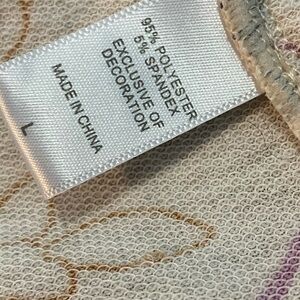 95% POLYESTER
5% SPANDEX
EXCLUSIVE OF
DECORATION
MADE IN CHINA
L